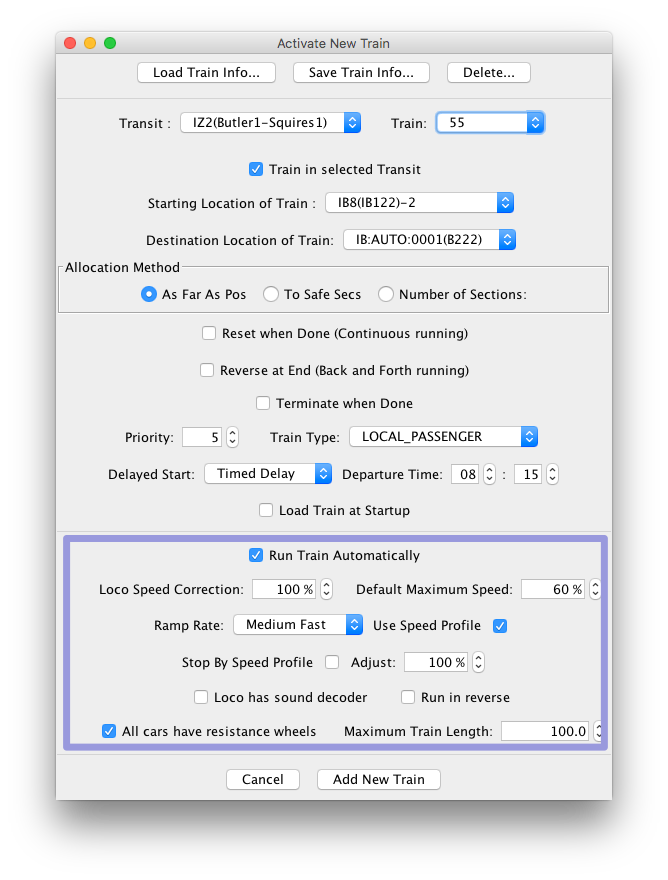 Activate New Train
Load Train Info... Save Train Info... Delete...
Transit : IZ2(Butler1-Squires1) Train: 55
Train in selected Transit
Starting Location of Train : IB8(IB122)-2
Destination Location of Train: IB:AUTO:0001(B222)
Allocation Method
As Far As Pos To Safe Secs Number of Sections:
Reset when Done (Continuous running)
Reverse at End (Back and Forth running)
Terminate when Done
Priority: 5 Train Type: LOCAL_PASSENGER
Delayed Start: Timed Delay Departure Time: 08 : 15
Load Train at Startup
Run Train Automatically
Loco Speed Correction: 100 % Default Maximum Speed: 60 %
Ramp Rate: Medium Fast Use Speed Profile
Stop By Speed Profile Adjust: 100 %
Loco has sound decoder Run in reverse
All cars have resistance wheels Maximum Train Length: 100.0
Cancel Add New Train